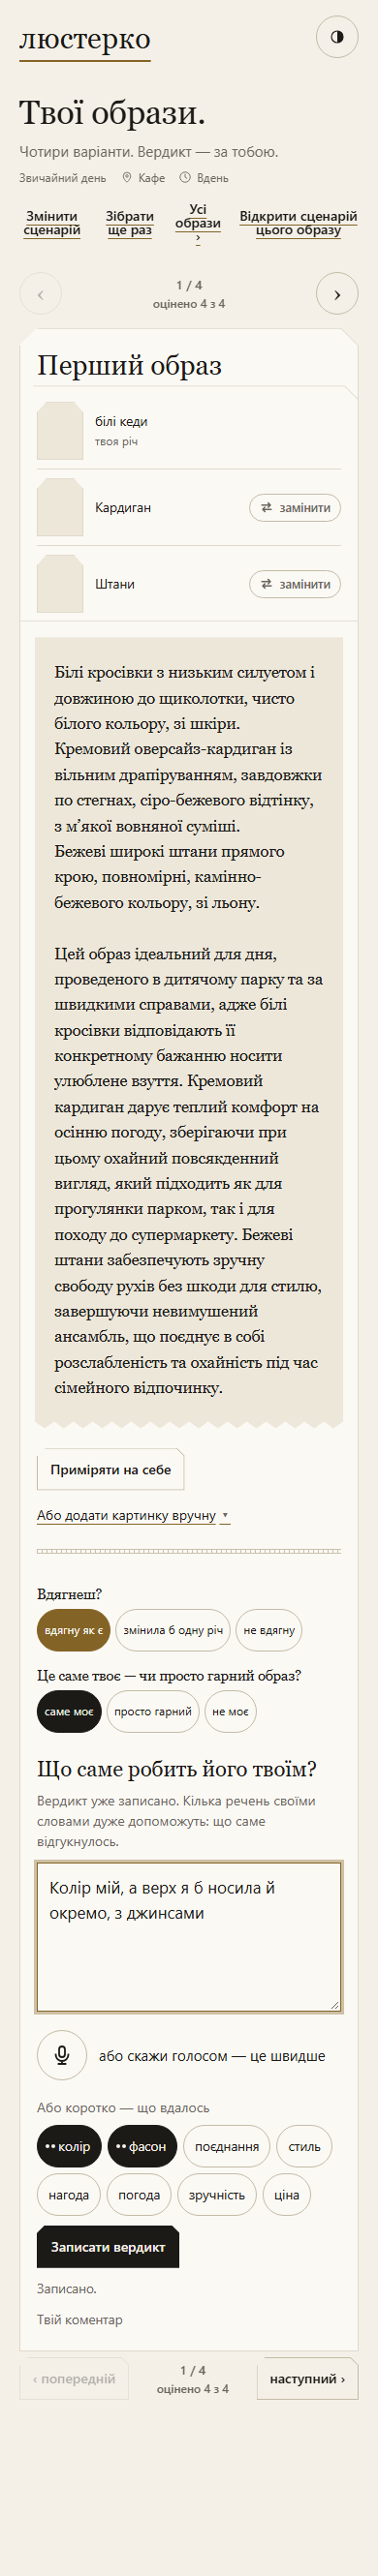 люстерко
Твої образи.
Чотири варіанти. Вердикт — за тобою.
Звичайний день Кафе Вдень
Змінити сценарій
Зібрати ще раз
Усі образи ›
Відкрити сценарій цього образу
‹
1 / 4
оцінено 4 з 4
›
Перший образ
білі кеди
твоя річ
Кардиган
⇄ замінити
Штани
⇄ замінити
Білі кросівки з низьким силуетом і
довжиною до щиколотки, чисто
білого кольору, зі шкіри.
Кремовий оверсайз-кардиган із
вільним драпіруванням, завдовжки
по стегнах, сіро-бежевого відтінку,
з м’якої вовняної суміші.
Бежеві широкі штани прямого
крою, повномірні, камінно-
бежевого кольору, зі льону.
Цей образ ідеальний для дня,
проведеного в дитячому парку та за
швидкими справами, адже білі
кросівки відповідають її
конкретному бажанню носити
улюблене взуття. Кремовий
кардиган дарує теплий комфорт на
осінню погоду, зберігаючи при
цьому охайний повсякденний
вигляд, який підходить як для
прогулянки парком, так і для
походу до супермаркету. Бежеві
штани забезпечують зручну
свободу рухів без шкоди для стилю,
завершуючи невимушений
ансамбль, що поєднує в собі
розслабленість та охайність під час
сімейного відпочинку.
Приміряти на себе
Або додати картинку вручну ▾
Вдягнеш?
вдягну як є змінила б одну річ не вдягну
Це саме твоє — чи просто гарний образ?
саме моє просто гарний не моє
Що саме робить його твоїм?
Вердикт уже записано. Кілька речень своїми
словами дуже допоможуть: що саме
відгукнулось.
Колір мій, а верх я б носила й
окремо, з джинсами
або скажи голосом — це швидше
Або коротко — що вдалось
•• колір •• фасон поєднання стиль
нагода погода зручність ціна
Записати вердикт
Записано.
Твій коментар
‹ попередній
1 / 4
оцінено 4 з 4
наступний ›